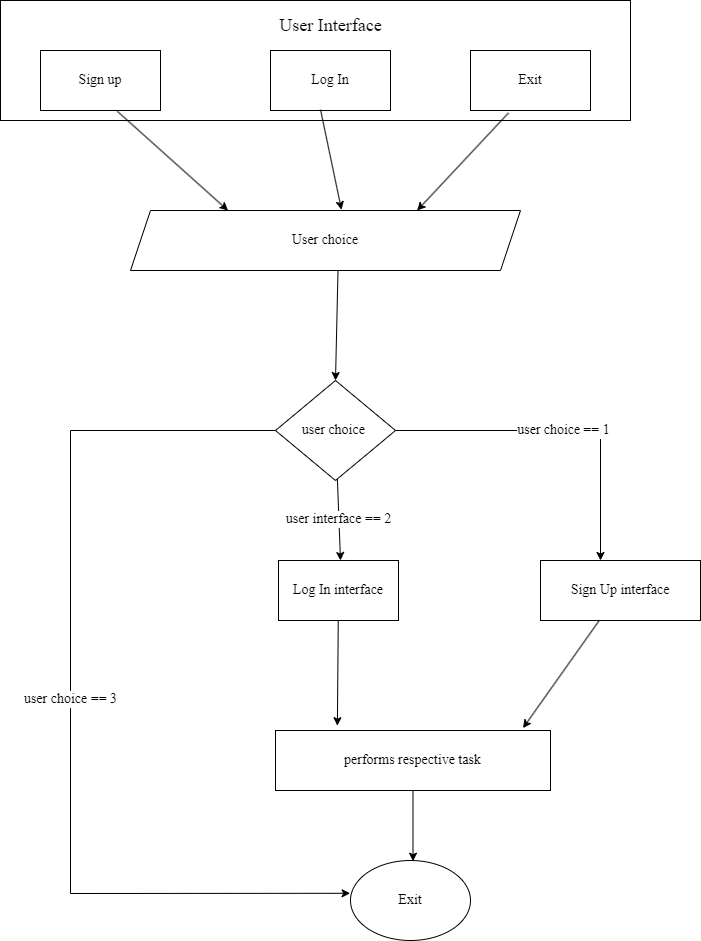 User Interface
Sign up
Log In
Exit
User choice
user choice
user choice == 1
user interface == 2
Log In interface
Sign Up interface
user choice == 3
performs respective task
Exit